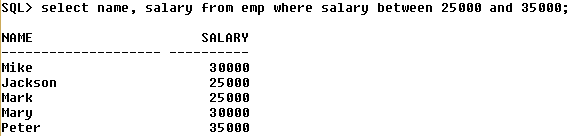 SQL> select name, salary from emp where salary between 25000 and 35000;
NAME                     SALARY
-------------------- ----------
Mike                      30000
Jackson                   25000
Mark                      25000
Mary                      30000
Peter                     35000